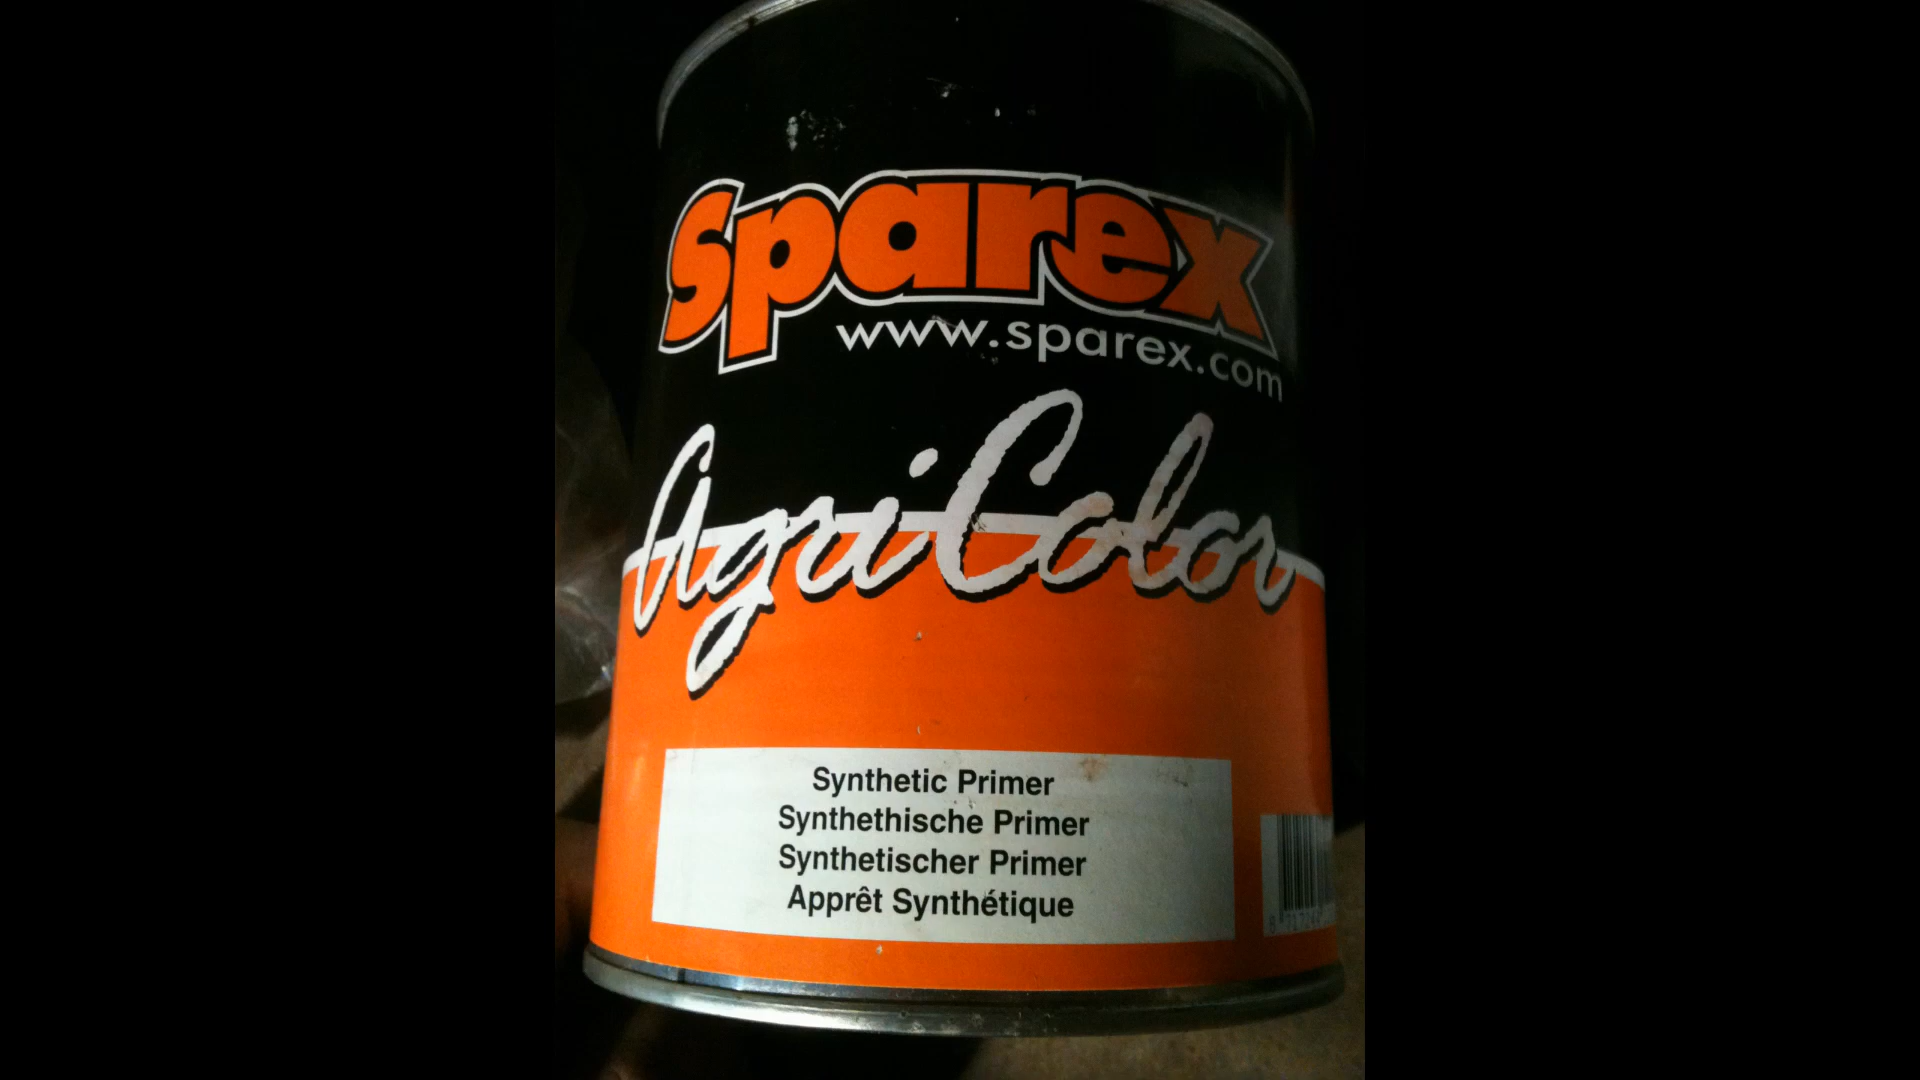 Sparex
www.sparex.com
AgriColor
Synthetic Primer
Synthethische Primer
Synthetischer Primer
Apprêt Synthétique